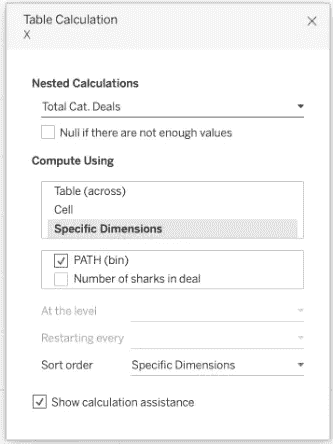 Table Calculation
X
Nested Calculations
Total Cat. Deals
Null if there are not enough values
Compute Using
Table (across)
Cell
Specific Dimensions
PATH (bin)
Number of sharks in deal
At the level
Restarting every
Sort order Specific Dimensions
Show calculation assistance